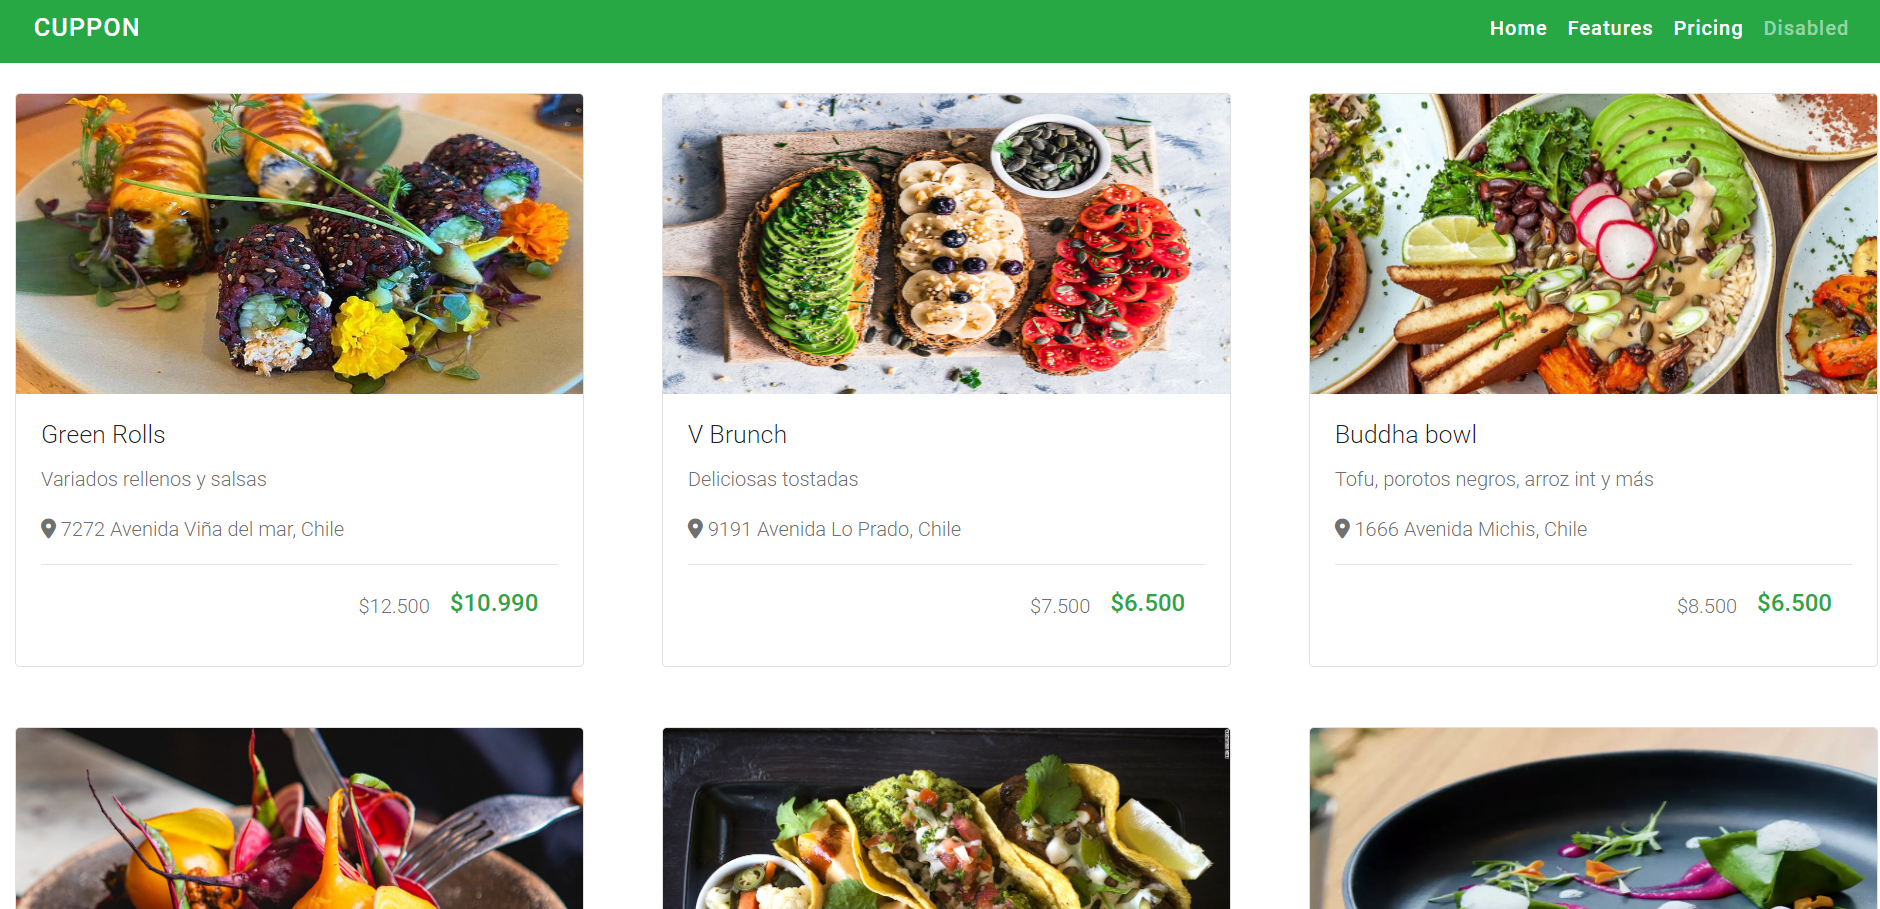 CUPPON
Home Features Pricing Disabled
Green Rolls
Variados rellenos y salsas
7272 Avenida Viña del mar, Chile
$12.500 $10.990
V Brunch
Deliciosas tostadas
9191 Avenida Lo Prado, Chile
$7.500 $6.500
Buddha bowl
Tofu, porotos negros, arroz int y más
1666 Avenida Michis, Chile
$8.500 $6.500